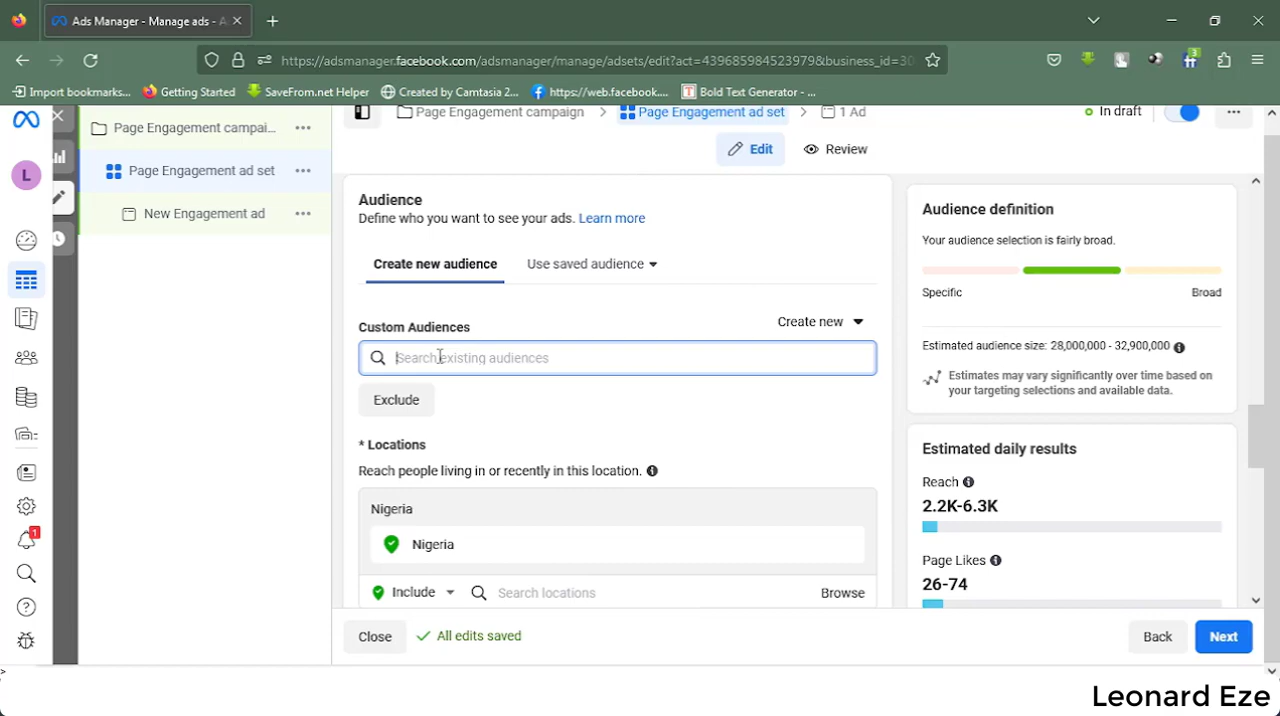 Ads Manager - Manage ads - A
https://adsmanager.facebook.com/adsmanager/manage/adsets/edit?act=439685984523979&business_id=30
Import bookmarks...
Getting Started
SaveFrom.net Helper
Created by Camtasia 2...
https://web.facebook....
Bold Text Generator - ...
3
L
1
Page Engagement campai...
Page Engagement ad set
New Engagement ad
Page Engagement campaign
Page Engagement ad set
1 Ad
In draft
Edit
Review
Audience
Define who you want to see your ads. Learn more
Create new audience
Use saved audience
Custom Audiences
Create new
Search existing audiences
Exclude
* Locations
Reach people living in or recently in this location.
Nigeria
Nigeria
Include
Search locations
Browse
Close
All edits saved
Back
Next
Audience definition
Your audience selection is fairly broad.
Specific
Broad
Estimated audience size: 28,000,000 - 32,900,000
Estimates may vary significantly over time based on
your targeting selections and available data.
Estimated daily results
Reach
2.2K-6.3K
Page Likes
26-74
Leonard Eze